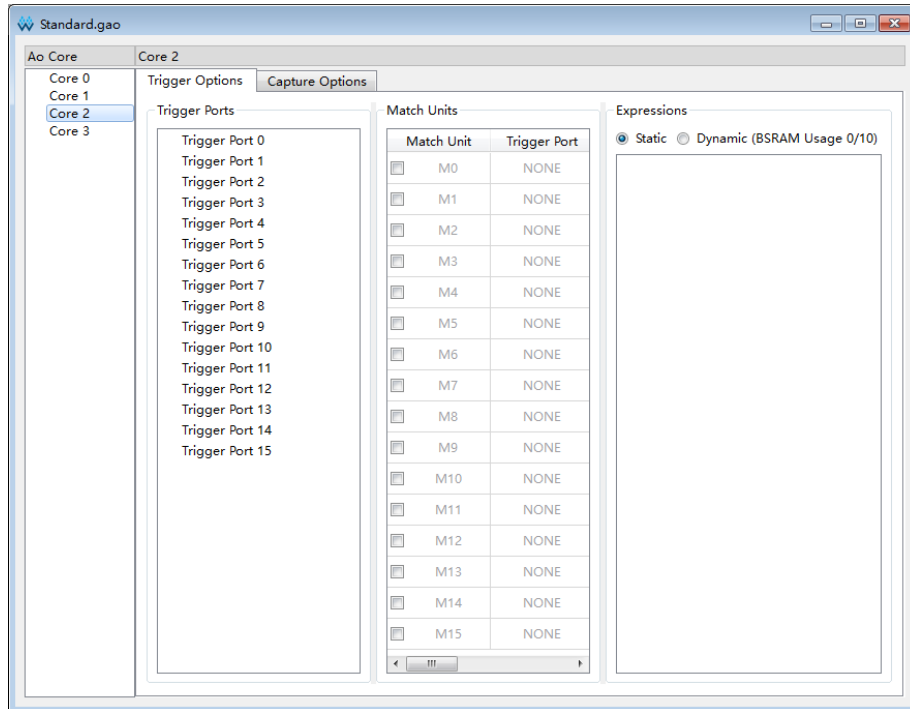 Standard.gao
Ao Core
Core 2
Core 0
Core 1
Core 2
Core 3
Trigger Options
Capture Options
Trigger Ports
Trigger Port 0
Trigger Port 1
Trigger Port 2
Trigger Port 3
Trigger Port 4
Trigger Port 5
Trigger Port 6
Trigger Port 7
Trigger Port 8
Trigger Port 9
Trigger Port 10
Trigger Port 11
Trigger Port 12
Trigger Port 13
Trigger Port 14
Trigger Port 15
Match Units
Match Unit Trigger Port
M0 NONE
M1 NONE
M2 NONE
M3 NONE
M4 NONE
M5 NONE
M6 NONE
M7 NONE
M8 NONE
M9 NONE
M10 NONE
M11 NONE
M12 NONE
M13 NONE
M14 NONE
M15 NONE
Expressions
Static Dynamic (BSRAM Usage 0/10)